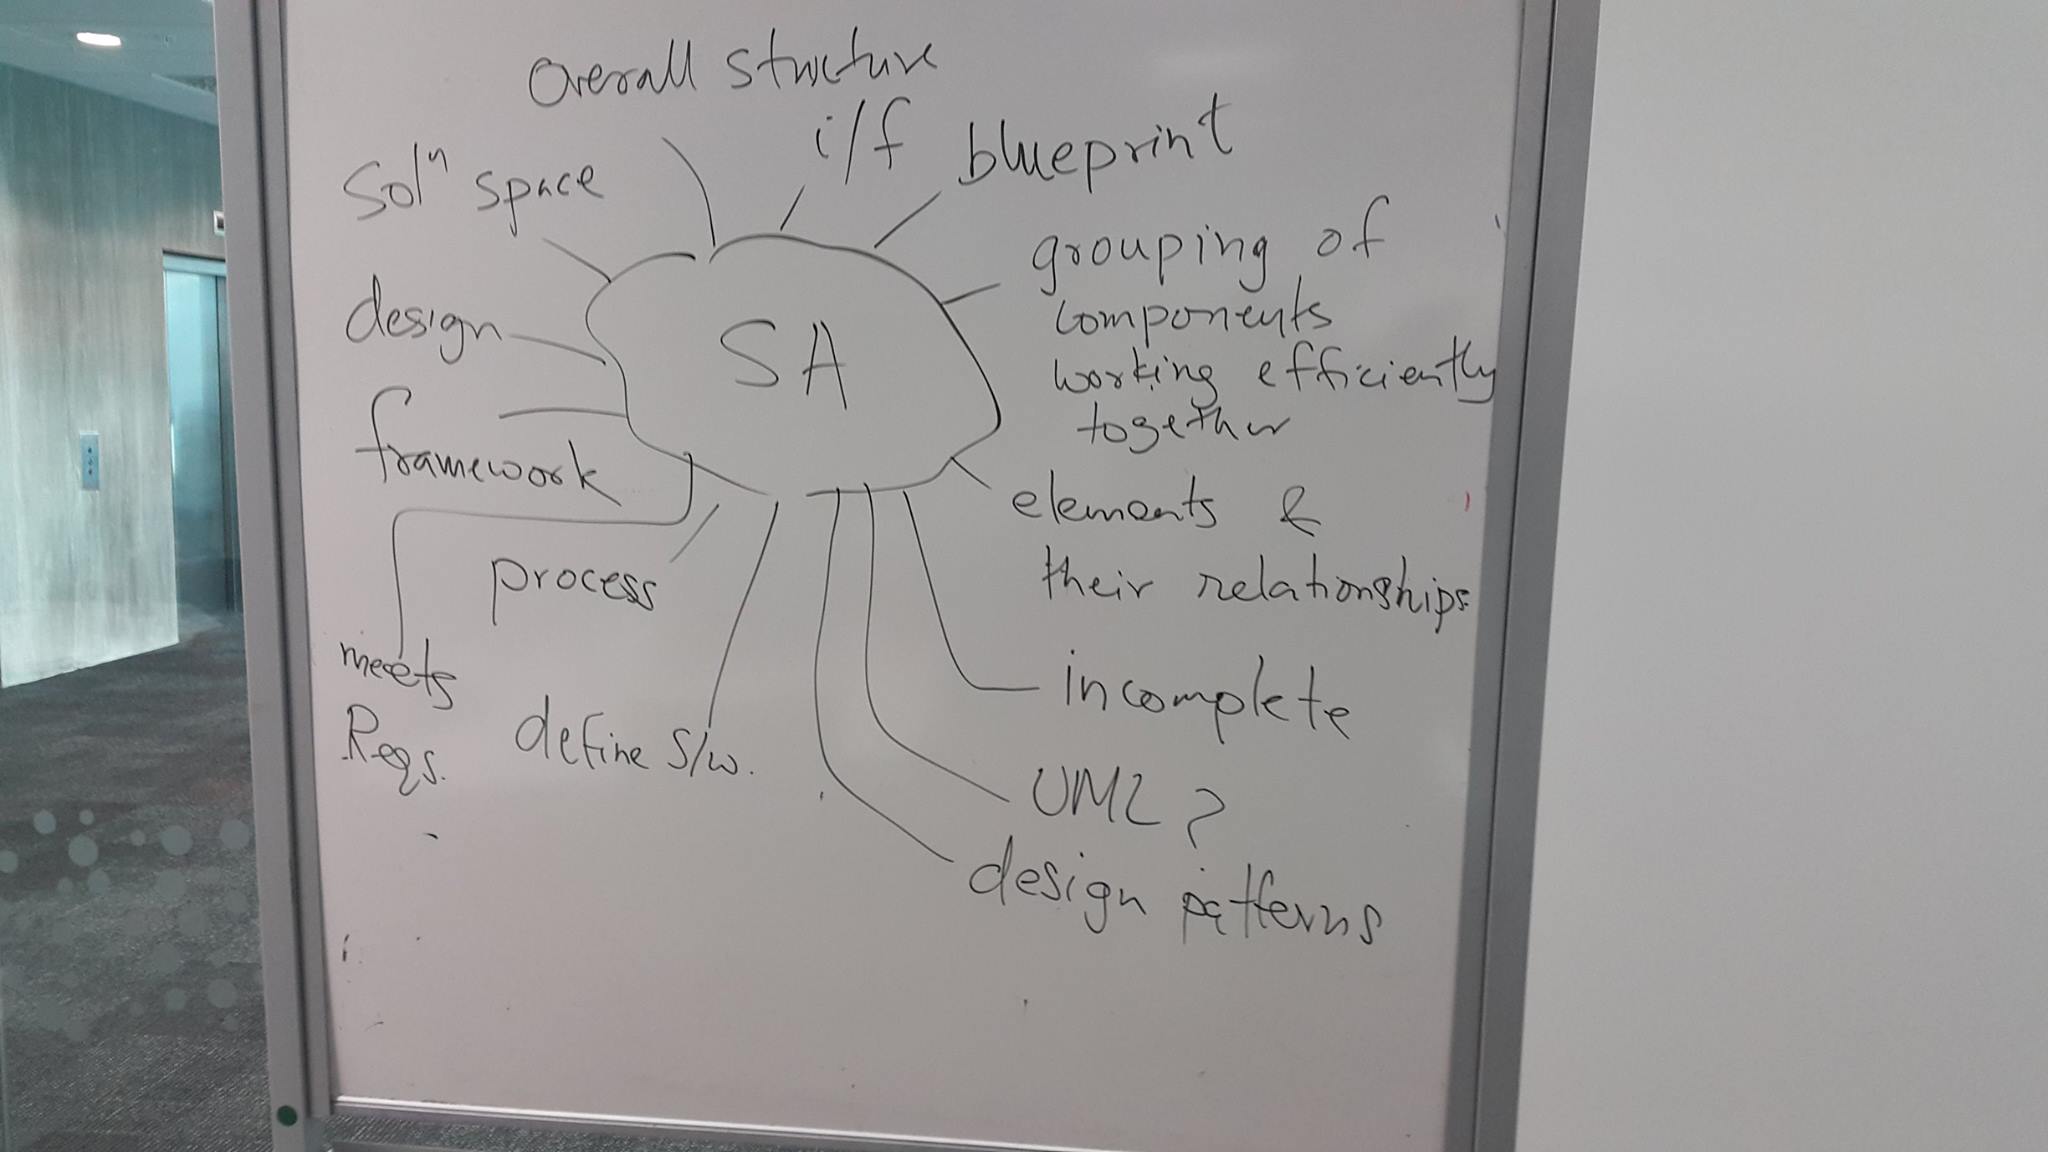 Overall structure
i/f
blueprint
Solⁿ space
grouping of
components
working efficiently
together
design
SA
framework
elements &
their relationships
process
meets
Reqs.
define S/w.
incomplete
UML?
design patterns